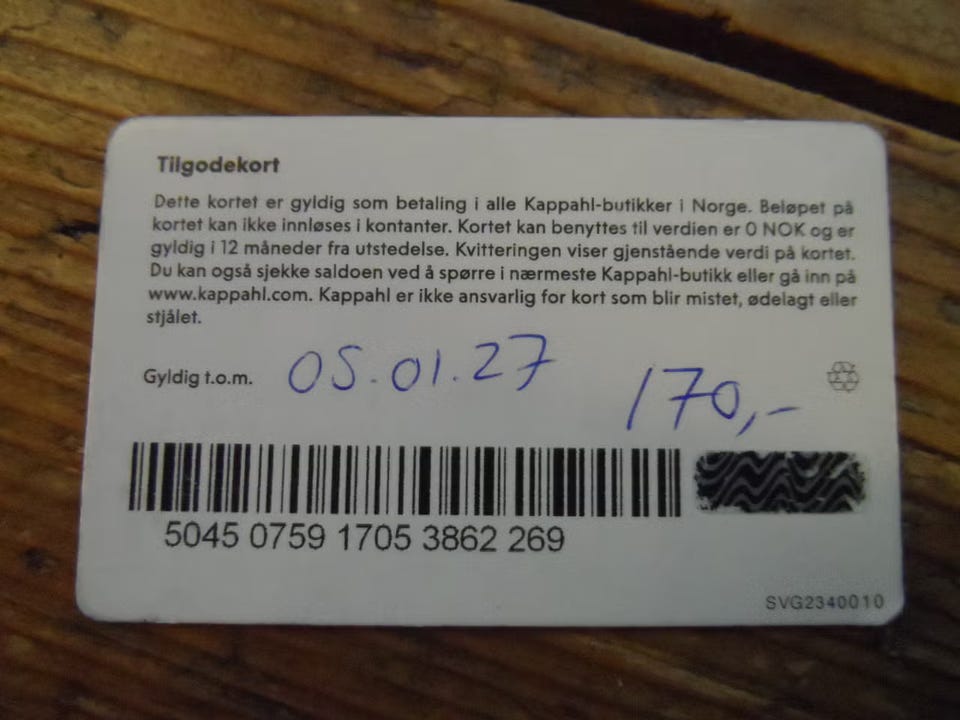 Tilgodekort
Dette kortet er gyldig som betaling i alle Kappahl-butikker i Norge. Beløpet på
kortet kan ikke innløses i kontanter. Kortet kan benyttes til verdien er 0 NOK og er
gyldig i 12 måneder fra utstedelse. Kvitteringen viser gjenstående verdi på kortet.
Du kan også sjekke saldoen ved å spørre i nærmeste Kappahl-butikk eller gå inn på
www.kappahl.com. Kappahl er ikke ansvarlig for kort som blir mistet, ødelagt eller
stjålet.
Gyldig t.o.m. 05.01.27
170,-
5045 0759 1705 3862 269
SVG2340010